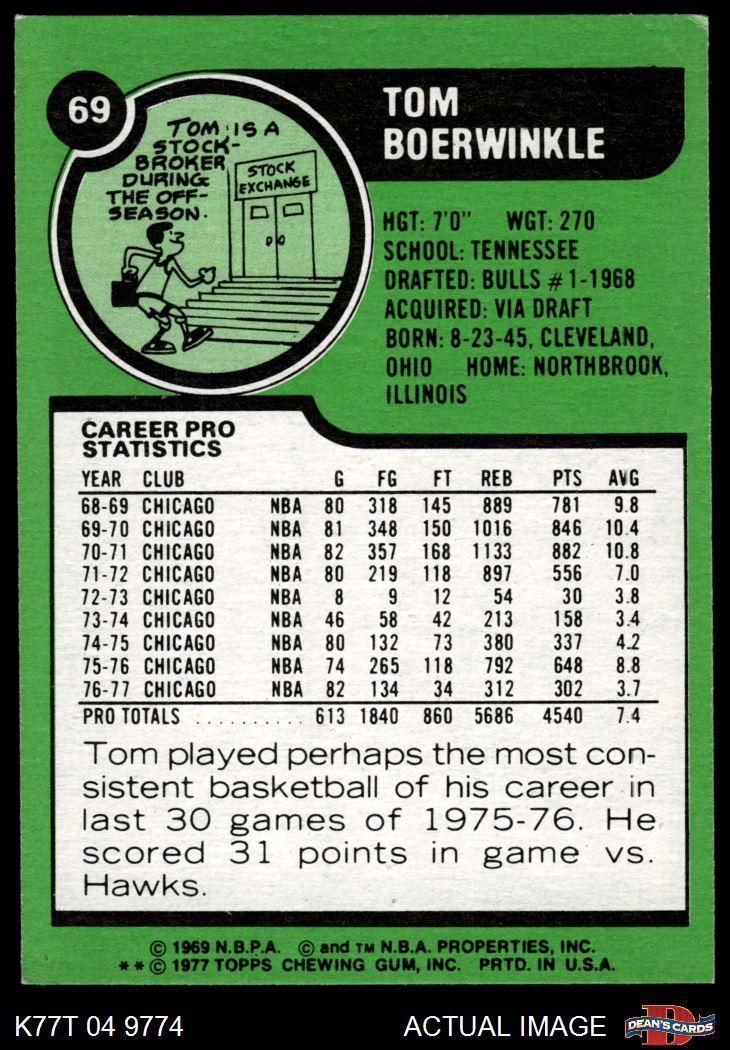 69
TOM IS A
STOCK-
BROKER
DURING
THE OFF-
SEASON.
STOCK
EXCHANGE
TOM
BOERWINKLE
HGT: 7'0" WGT: 270
SCHOOL: TENNESSEE
DRAFTED: BULLS #1-1968
ACQUIRED: VIA DRAFT
BORN: 8-23-45, CLEVELAND,
OHIO HOME: NORTHBROOK,
ILLINOIS
CAREER PRO
STATISTICS
YEAR CLUB G FG FT REB PTS AVG
68-69 CHICAGO NBA 80 318 145 889 781 9.8
69-70 CHICAGO NBA 81 348 150 1016 846 10.4
70-71 CHICAGO NBA 82 357 168 1133 882 10.8
71-72 CHICAGO NBA 80 219 118 897 556 7.0
72-73 CHICAGO NBA 8 9 12 54 30 3.8
73-74 CHICAGO NBA 46 58 42 213 158 3.4
74-75 CHICAGO NBA 80 132 73 380 337 4.2
75-76 CHICAGO NBA 74 265 118 792 648 8.8
76-77 CHICAGO NBA 82 134 34 312 302 3.7
PRO TOTALS .......... 613 1840 860 5686 4540 7.4
Tom played perhaps the most con-
sistent basketball of his career in
last 30 games of 1975-76. He
scored 31 points in game vs.
Hawks.
© 1969 N.B.P.A. © and TM N.B.A. PROPERTIES, INC.
**© 1977 TOPPS CHEWING GUM, INC. PRTD. IN U.S.A.
K77T 04 9774 ACTUAL IMAGE
D
DEAN'S CARDS